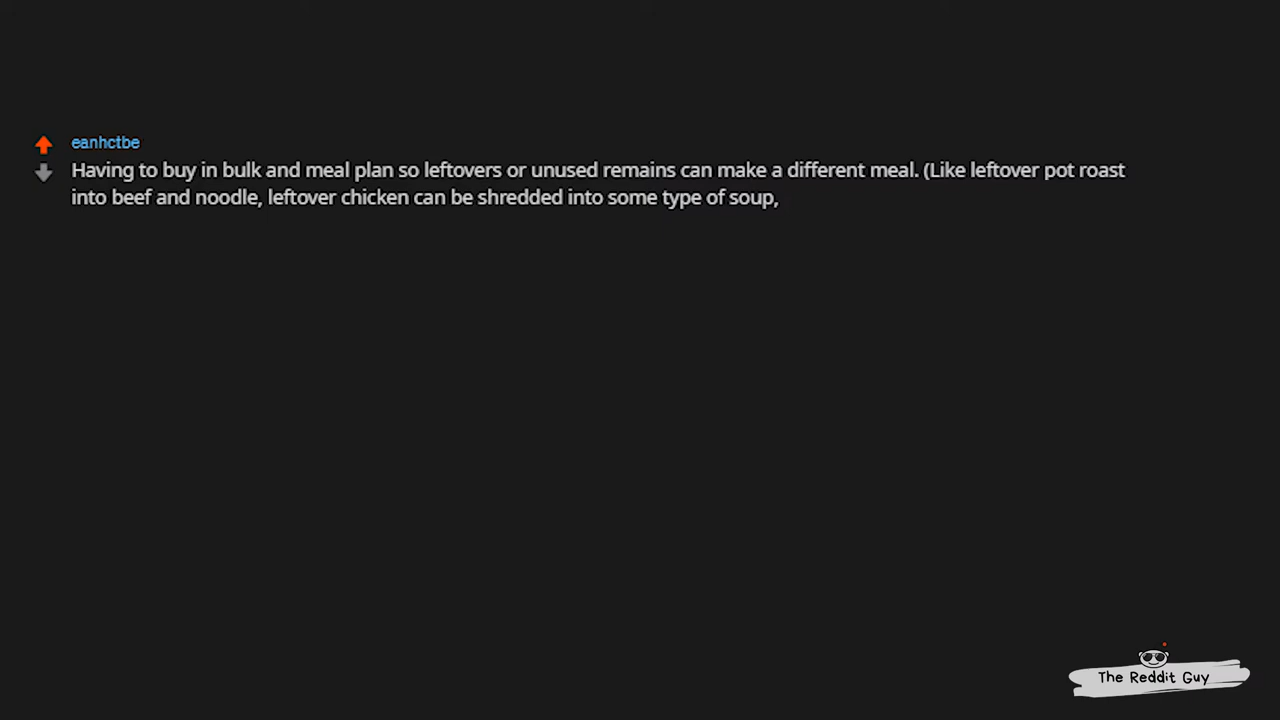 eanhctbe
Having to buy in bulk and meal plan so leftovers or unused remains can make a different meal. (Like leftover pot roast
into beef and noodle, leftover chicken can be shredded into some type of soup,
The Reddit Guy